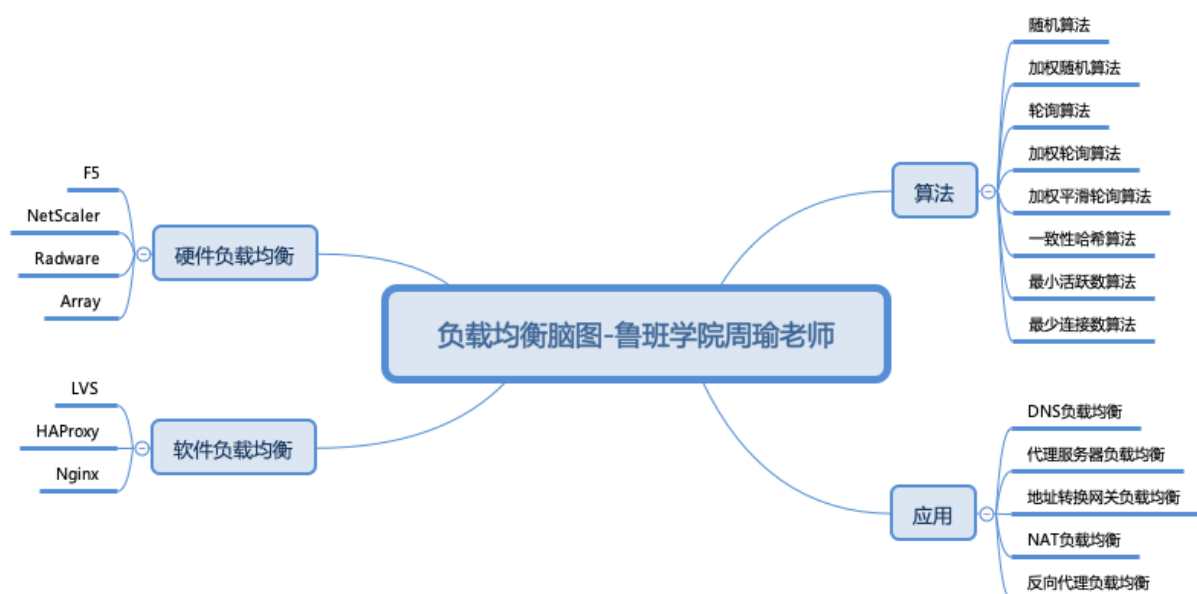 负载均衡脑图-鲁班学院周瑜老师
硬件负载均衡
F5
NetScaler
Radware
Array
软件负载均衡
LVS
HAProxy
Nginx
算法
随机算法
加权随机算法
轮询算法
加权轮询算法
加权平滑轮询算法
一致性哈希算法
最小活跃数算法
最少连接数算法
应用
DNS负载均衡
代理服务器负载均衡
地址转换网关负载均衡
NAT负载均衡
反向代理负载均衡